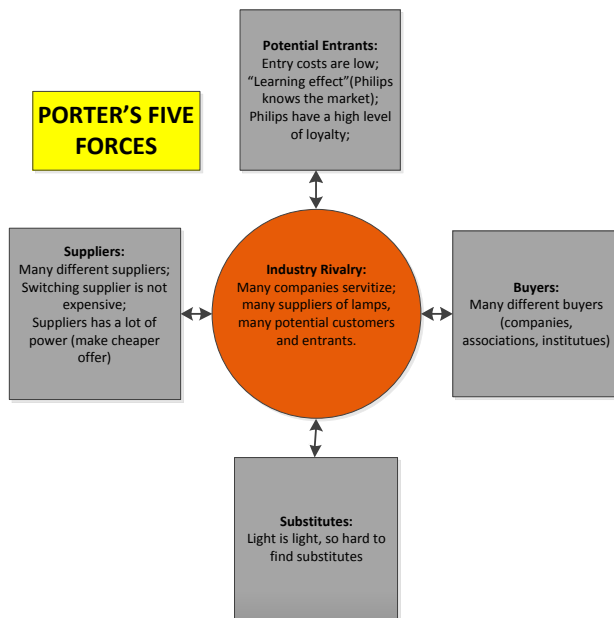 PORTER'S FIVE
FORCES
Potential Entrants:
Entry costs are low;
“Learning effect”(Philips
knows the market);
Philips have a high level
of loyalty;
Suppliers:
Many different suppliers;
Switching supplier is not
expensive;
Suppliers has a lot of
power (make cheaper
offer)
Industry Rivalry:
Many companies servitize;
many suppliers of lamps,
many potential customers
and entrants.
Buyers:
Many different buyers
(companies,
associations, institutues)
Substitutes:
Light is light, so hard to
find substitutes